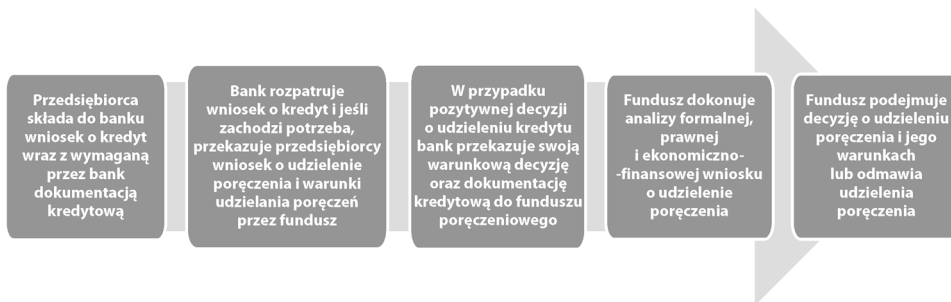 Przedsiębiorca
składa do banku
wniosek o kredyt
wraz z wymaganą
przez bank
dokumentacją
kredytową
Bank rozpatruje
wniosek o kredyt i jeśli
zachodzi potrzeba,
przekazuje przedsiębiorcy
wniosek o udzielenie
poręczenia i warunki
udzielania poręczeń
przez fundusz
W przypadku
pozytywnej decyzji
o udzieleniu kredytu
bank przekazuje swoją
warunkową decyzję
oraz dokumentację
kredytową do funduszu
poręczeniowego
Fundusz dokonuje
analizy formalnej,
prawnej
i ekonomiczno-
-finansowej wniosku
o udzielenie
poręczenia
Fundusz podejmuje
decyzję o udzieleniu
poręczenia i jego
warunkach
lub odmawia
udzielenia
poręczenia